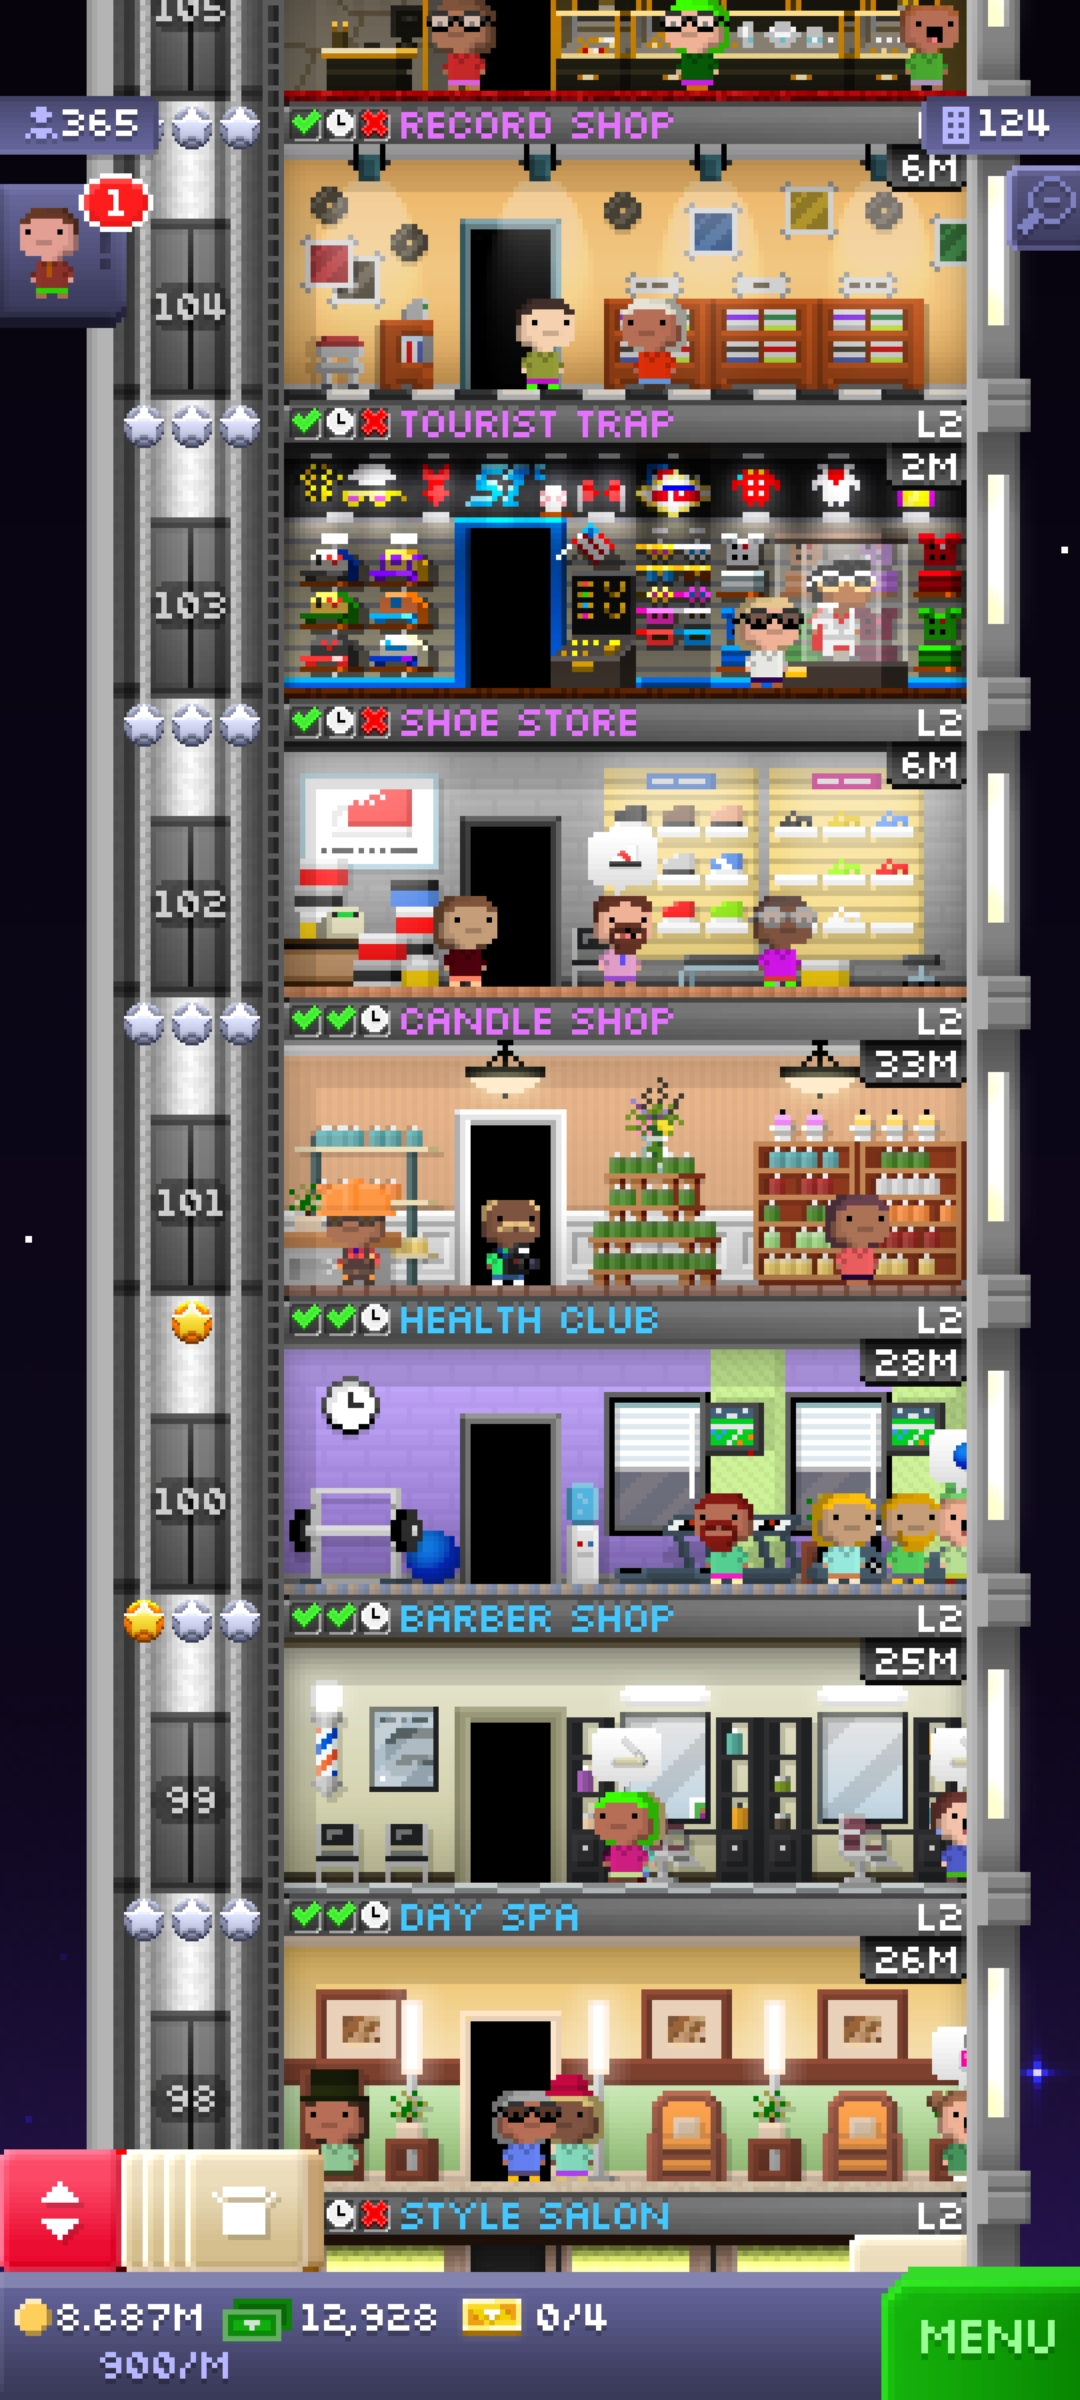 105
365
RECORD SHOP
124
1
6M
104
TOURIST TRAP L2
2M
103
SHOE STORE L2
6M
102
CANDLE SHOP L2
33M
101
HEALTH CLUB L2
28M
100
BARBER SHOP L2
25M
99
DAY SPA L2
26M
98
STYLE SALON L2
8.687M 12,928 0/4
MENU
900/M